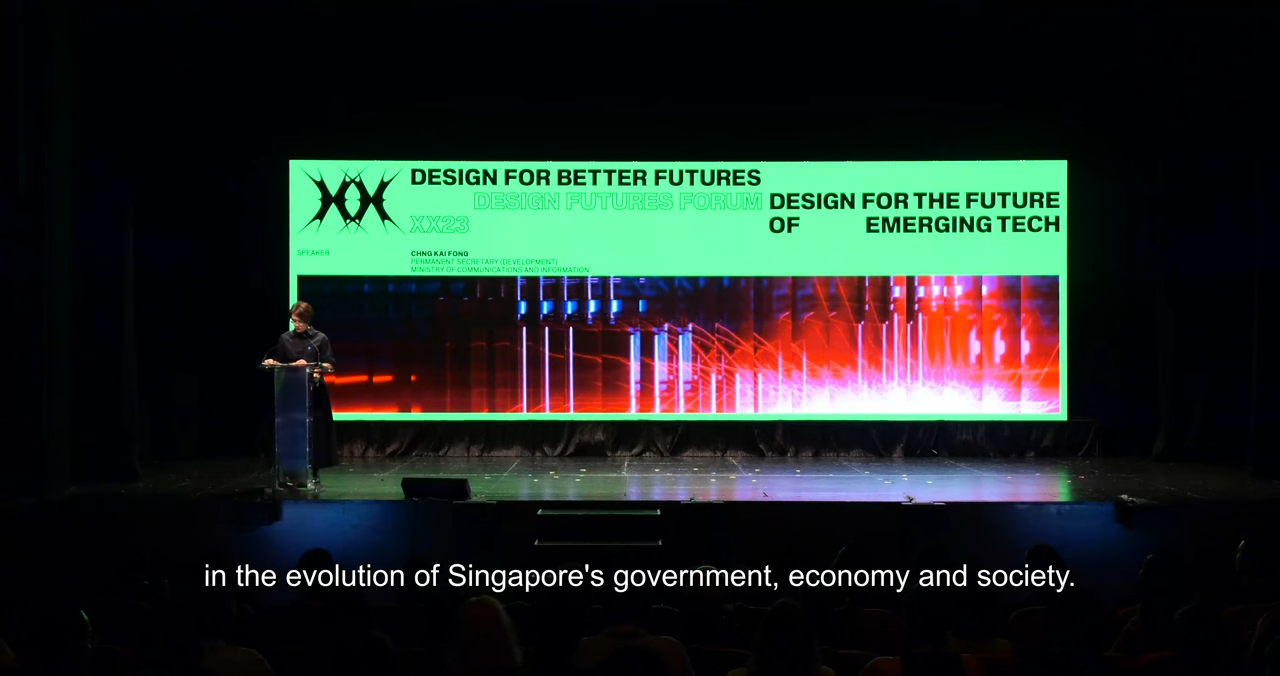 DESIGN FOR BETTER FUTURES
DESIGN FUTURES FORUM
XX23
DESIGN FOR THE FUTURE
OF EMERGING TECH
SPEAKER
CHNG KAI FONG
PERMANENT SECRETARY (DEVELOPMENT)
MINISTRY OF COMMUNICATIONS AND INFORMATION
in the evolution of Singapore's government, economy and society.